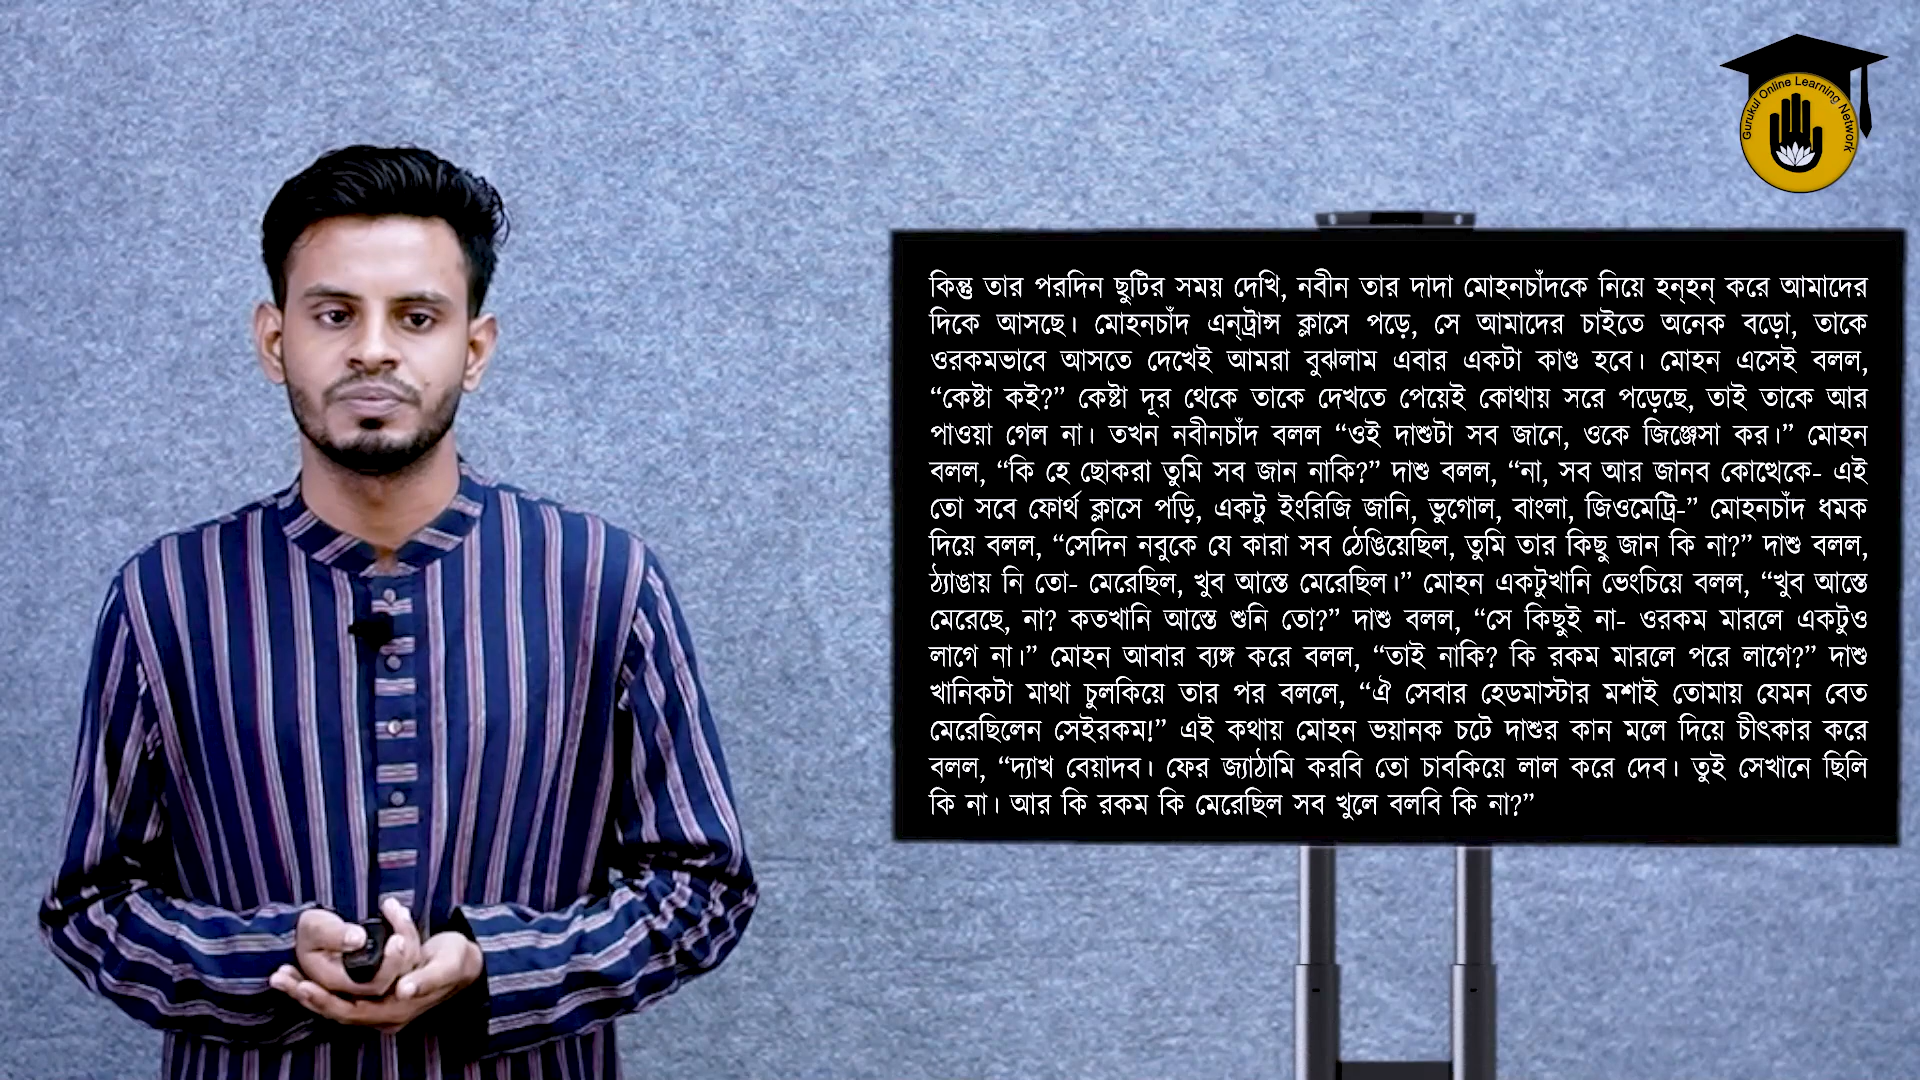 Gurukul Online Learning Network
কিন্তু তার পরদিন ছুটির সময় দেখি, নবীন তার দাদা মোহনচাঁদকে নিয়ে হন্‌হন্‌ করে আমাদের
দিকে আসছে। মোহনচাঁদ এন্‌ট্রান্স ক্লাসে পড়ে, সে আমাদের চাইতে অনেক বড়ো, তাকে
ওরকমভাবে আসতে দেখেই আমরা বুঝলাম এবার একটা কাণ্ড হবে। মোহন এসেই বলল,
“কেষ্টা কই?” কেষ্টা দূর থেকে তাকে দেখতে পেয়েই কোথায় সরে পড়েছে, তাই তাকে আর
পাওয়া গেল না। তখন নবীনচাঁদ বলল “ওই দাশুটা সব জানে, ওকে জিজ্ঞেসা কর।” মোহন
বলল, “কি হে ছোকরা তুমি সব জান নাকি?” দাশু বলল, “না, সব আর জানব কোত্থেকে- এই
তো সবে ফোর্থ ক্লাসে পড়ি, একটু ইংরিজি জানি, ভুগোল, বাংলা, জিওমেট্রি-” মোহনচাঁদ ধমক
দিয়ে বলল, “সেদিন নবুকে যে কারা সব ঠেঙিয়েছিল, তুমি তার কিছু জান কি না?” দাশু বলল,
ঠ্যাঙায় নি তো- মেরেছিল, খুব আস্তে মেরেছিল।” মোহন একটুখানি ভেংচিয়ে বলল, “খুব আস্তে
মেরেছে, না? কতখানি আস্তে শুনি তো?” দাশু বলল, “সে কিছুই না- ওরকম মারলে একটুও
লাগে না।” মোহন আবার ব্যঙ্গ করে বলল, “তাই নাকি? কি রকম মারলে পরে লাগে?” দাশু
খানিকটা মাথা চুলকিয়ে তার পর বললে, “ঐ সেবার হেডমাস্টার মশাই তোমায় যেমন বেত
মেরেছিলেন সেইরকম!” এই কথায় মোহন ভয়ানক চটে দাশুর কান মলে দিয়ে চীৎকার করে
বলল, “দ্যাখ বেয়াদব। ফের জ্যাঠামি করবি তো চাবকিয়ে লাল করে দেব। তুই সেখানে ছিলি
কি না। আর কি রকম কি মেরেছিল সব খুলে বলবি কি না?”